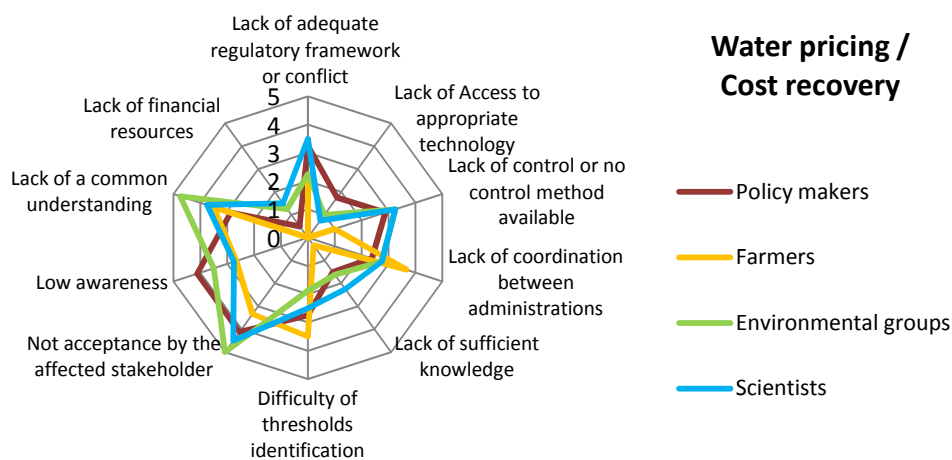 Lack of adequate
regulatory framework
or conflict
Water pricing /
Cost recovery
Lack of Access to
appropriate
technology
Lack of control or no
control method
available
Lack of coordination
between
administrations
Lack of sufficient
knowledge
Difficulty of
thresholds
identification
Not acceptance by the
affected stakeholder
Low awareness
Lack of a common
understanding
Lack of financial
resources
5
4
3
2
1
0
Policy makers
Farmers
Environmental groups
Scientists